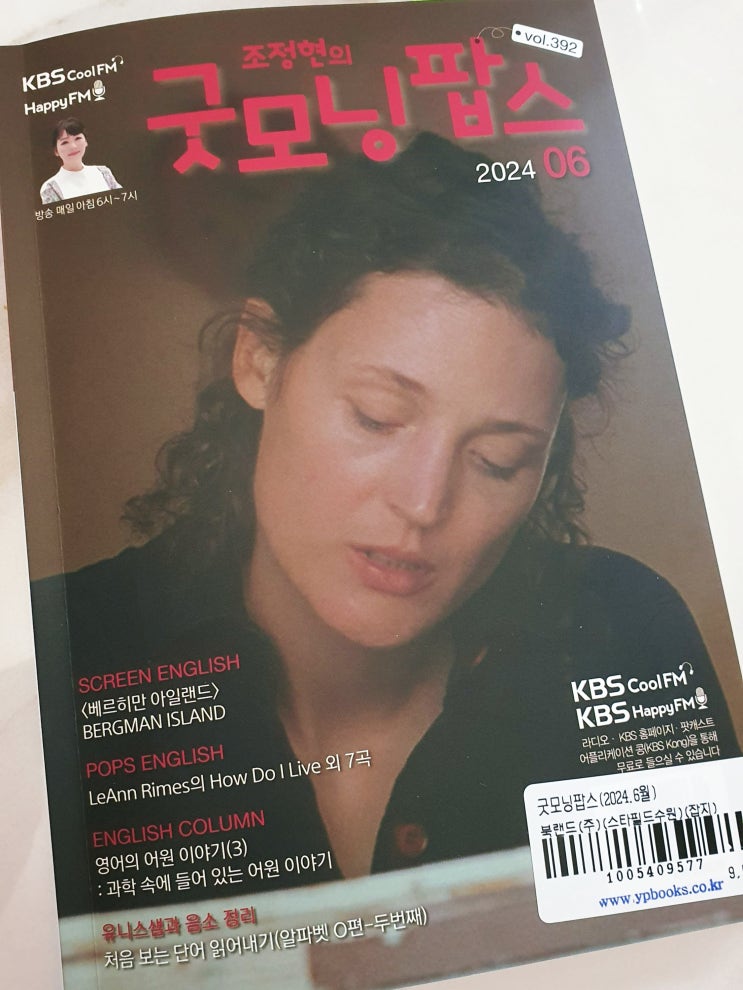 KBS Cool FM
Happy FM
방송 매일 아침 6시~7시
vol.392
조정현의
굿모닝팝스
2024 06
SCREEN ENGLISH
〈베르히만 아일랜드〉
BERGMAN ISLAND
POPS ENGLISH
LeAnn Rimes의 How Do I Live 외 7곡
ENGLISH COLUMN
영어의 어원 이야기(3)
: 과학 속에 들어 있는 어원 이야기
유니스쌤과 음소 정리
처음 보는 단어 읽어내기(알파벳 O편-두번째)
KBS Cool FM
KBS Happy FM
라디오 · KBS 홈페이지 · 팟캐스트
어플리케이션 콩(KBS Kong)을 통해
무료로 들으실 수 있습니다
굿모닝팝스(2024.6월)
북랜드(주)(스타필드수원)(잡지)
1005409577
www.ypbooks.co.kr